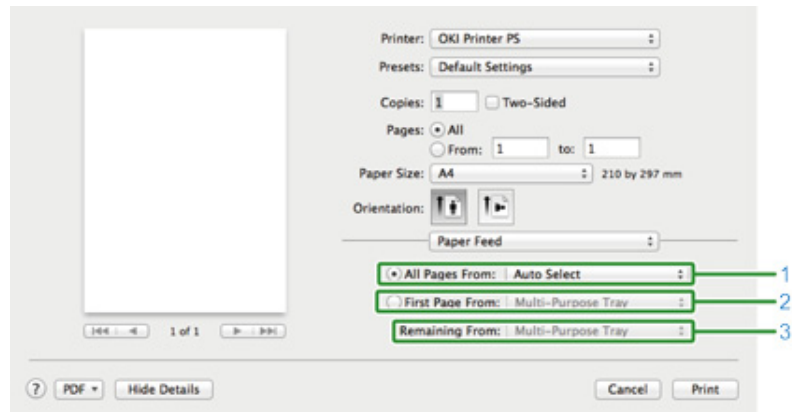 Printer: OKI Printer PS
Presets: Default Settings
Copies: 1 Two-Sided
Pages: All
From: 1 to: 1
Paper Size: A4 210 by 297 mm
Orientation:
Paper Feed
All Pages From: Auto Select 1
First Page From: Multi-Purpose Tray 2
Remaining From: Multi-Purpose Tray 3
1 of 1
? PDF Hide Details Cancel Print